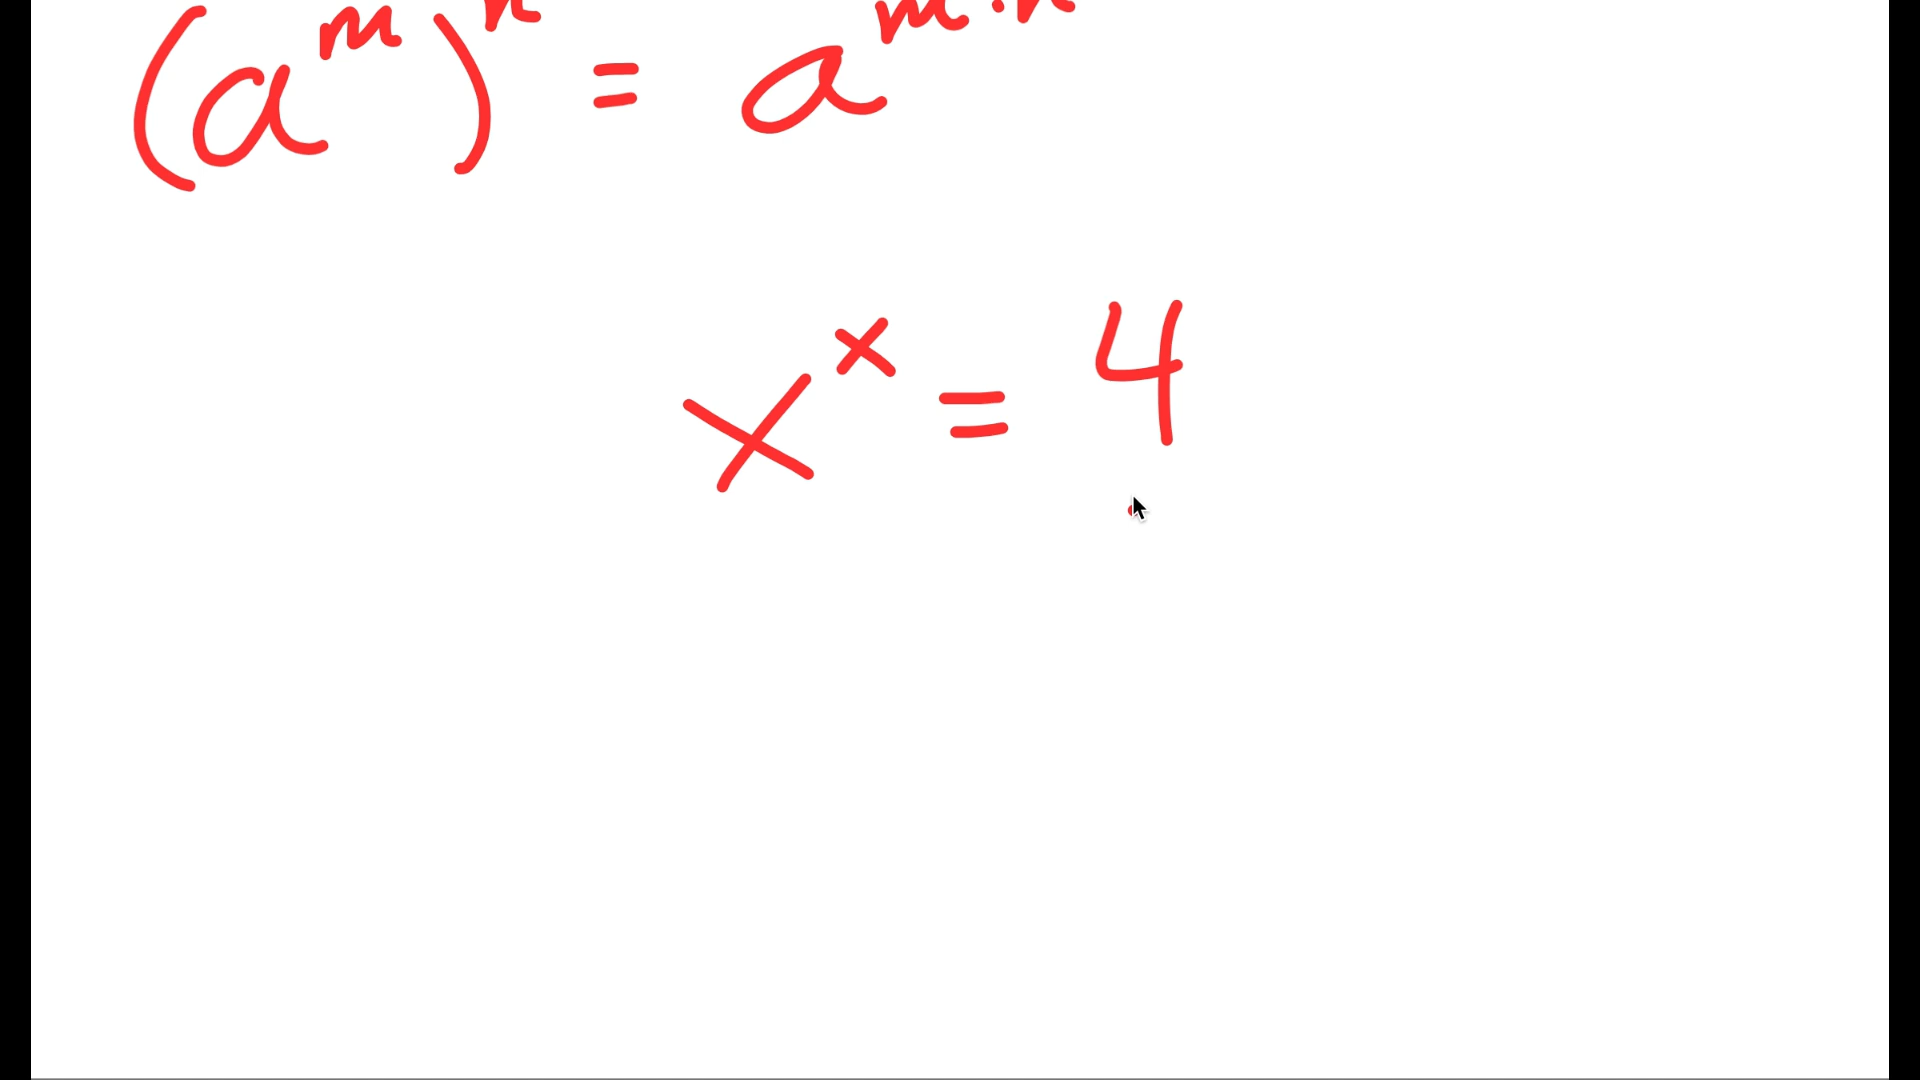 (a^m)^n = a^{m·n}
x^x = 4